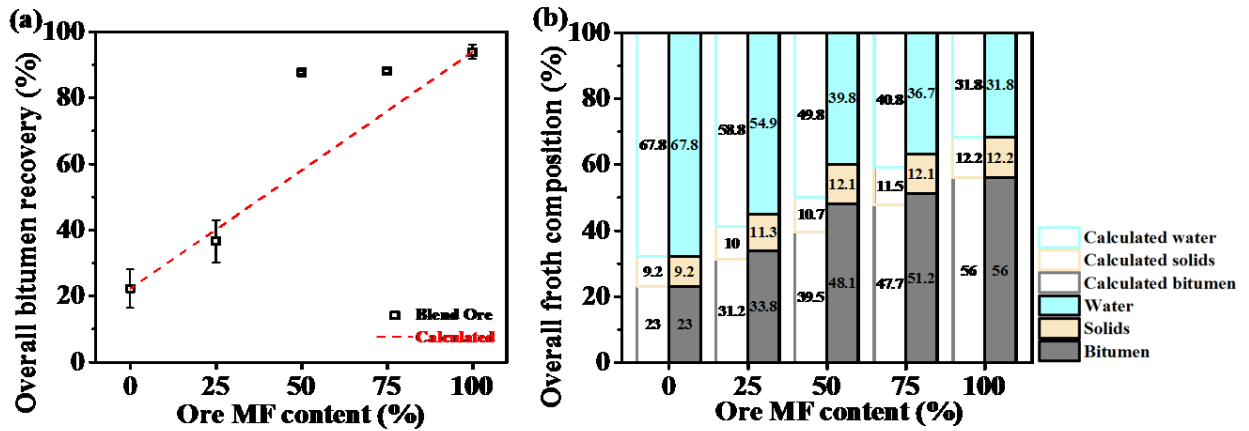 (a)
Overall bitumen recovery (%)
100
80
60
40
20
0
Blend Ore
Calculated
0 25 50 75 100
Ore MF content (%)
(b)
Overall froth composition (%)
100
80
60
40
20
0
67.8 67.8 58.8 54.9 49.8 39.8 40.8 36.7 31.8 31.8
9.2 9.2 10 11.3 10.7 12.1 11.5 12.1 12.2 12.2
23 23 31.2 33.8 39.5 48.1 47.7 51.2 56 56
0 25 50 75 100
Ore MF content (%)
Calculated water
Calculated solids
Calculated bitumen
Water
Solids
Bitumen